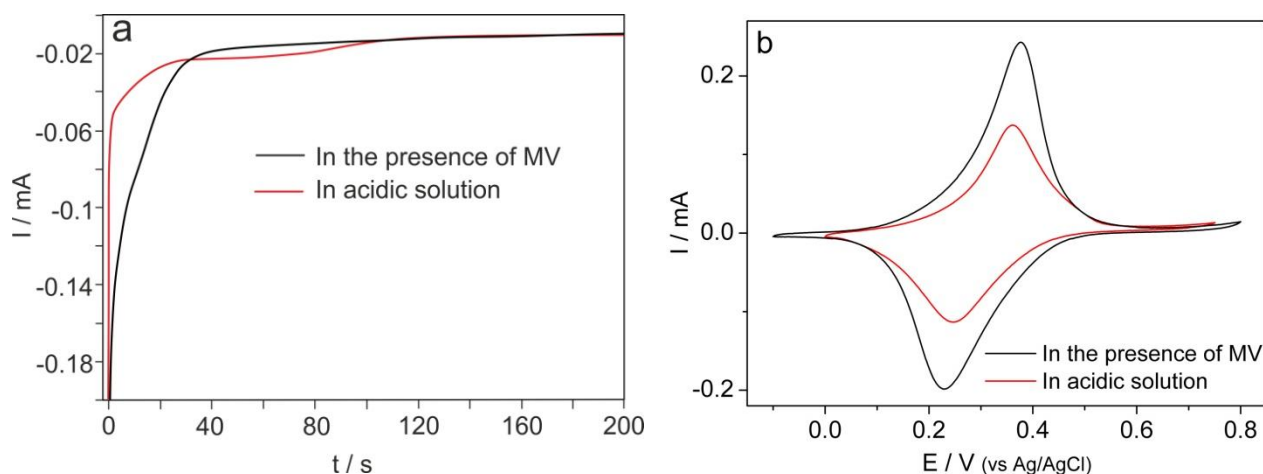 a
-0.02
-0.06
-0.1
-0.14
-0.18
I / mA
In the presence of MV
In acidic solution
0 40 80 120 160 200
t / s
b
0.2
0.0
-0.2
I / mA
In the presence of MV
In acidic solution
0.0 0.2 0.4 0.6 0.8
E / V (vs Ag/AgCl)